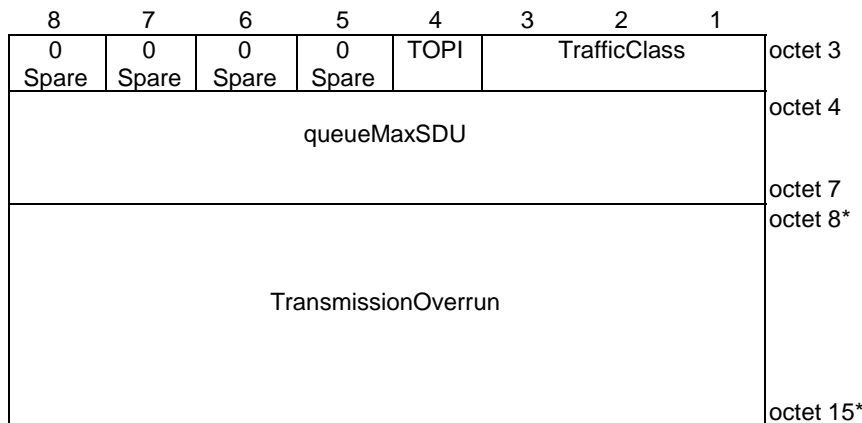 8 7 6 5 4 3 2 1
0 0 0 0 TOPI TrafficClass octet 3
Spare Spare Spare Spare
octet 4
queueMaxSDU
octet 7
octet 8*
TransmissionOverrun
octet 15*